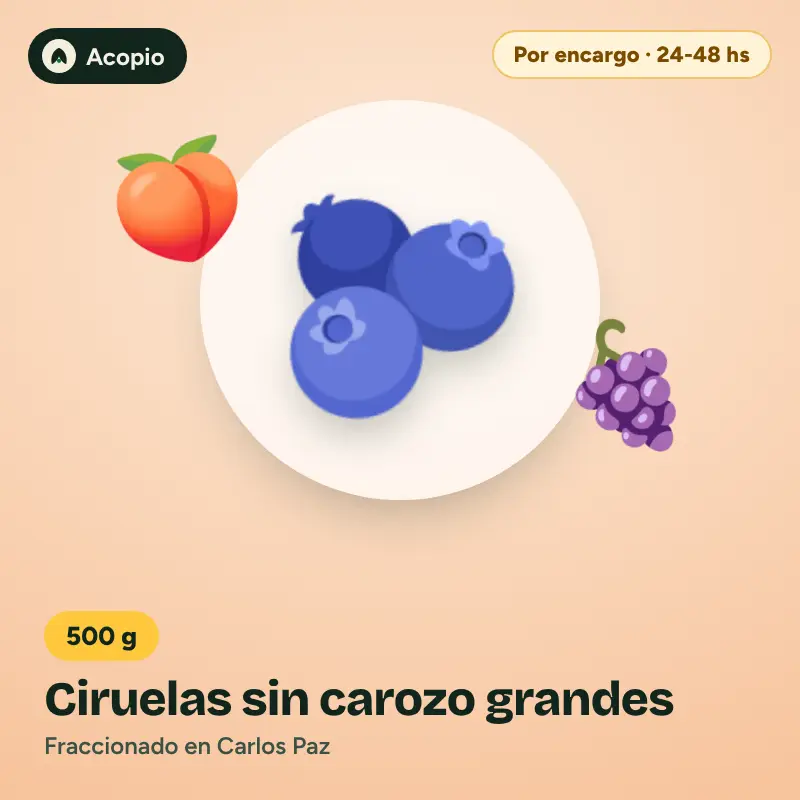 Acopio
Por encargo · 24-48 hs
500 g
Ciruelas sin carozo grandes
Fraccionado en Carlos Paz